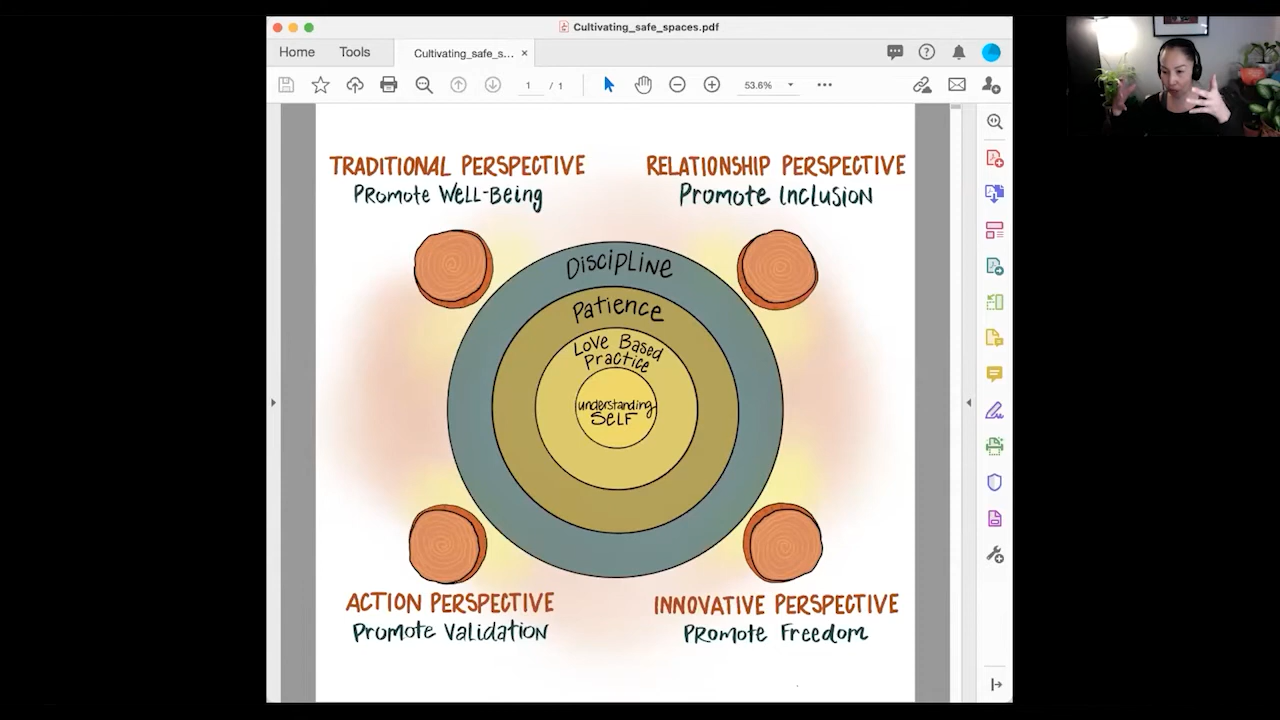 Cultivating_safe_spaces.pdf
Home Tools Cultivating_safe_s... ×
1 / 1 53.6%
TRADITIONAL PERSPECTIVE
Promote Well-Being
RELATIONSHIP PERSPECTIVE
Promote Inclusion
Discipline
Patience
Love Based
Practice
understanding
SELF
ACTION PERSPECTIVE
Promote Validation
INNOVATIVE PERSPECTIVE
Promote Freedom